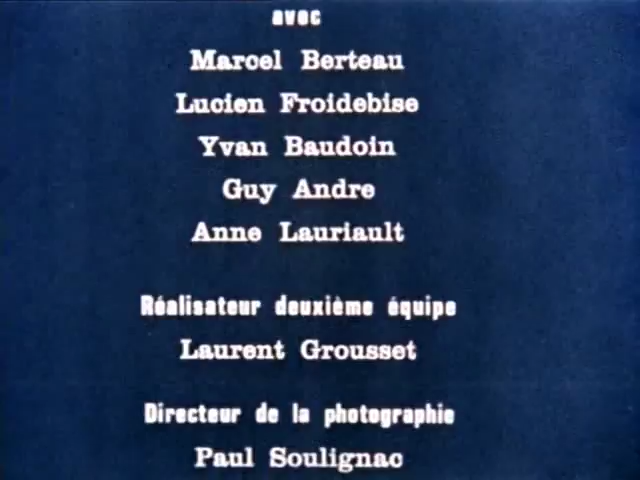 avec
Marcel Berteau
Lucien Froidebise
Yvan Baudoin
Guy Andre
Anne Lauriault
Réalisateur deuxième équipe
Laurent Grousset
Directeur de la photographie
Paul Soulignac